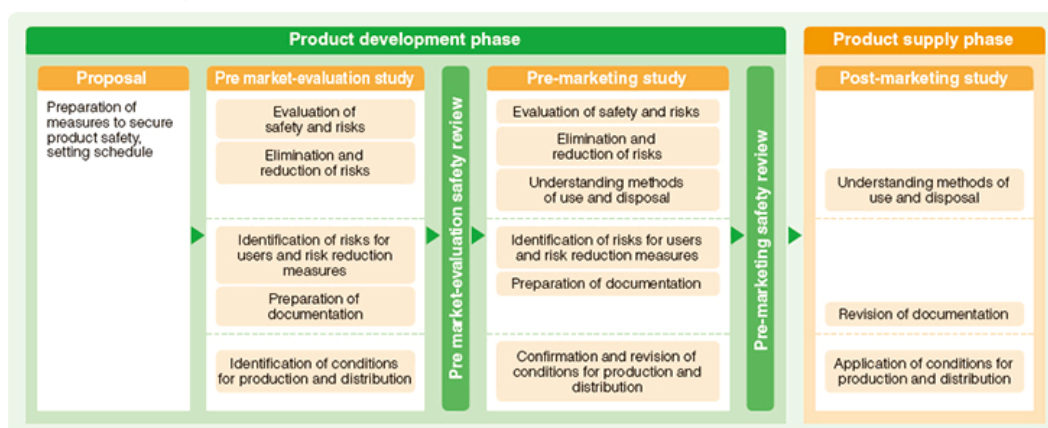 Product development phase
Product supply phase
Proposal
Preparation of
measures to secure
product safety,
setting schedule
Pre market-evaluation study
Evaluation of
safety and risks
Elimination and
reduction of risks
Identification of risks for
users and risk reduction
measures
Preparation of
documentation
Identification of conditions
for production and distribution
Pre market-evaluation safety review
Pre-marketing study
Evaluation of safety and risks
Elimination and
reduction of risks
Understanding methods
of use and disposal
Identification of risks for users
and risk reduction measures
Preparation of documentation
Confirmation and revision of
conditions for production and
distribution
Pre-marketing safety review
Post-marketing study
Understanding methods of
use and disposal
Revision of documentation
Application of conditions for
production and distribution